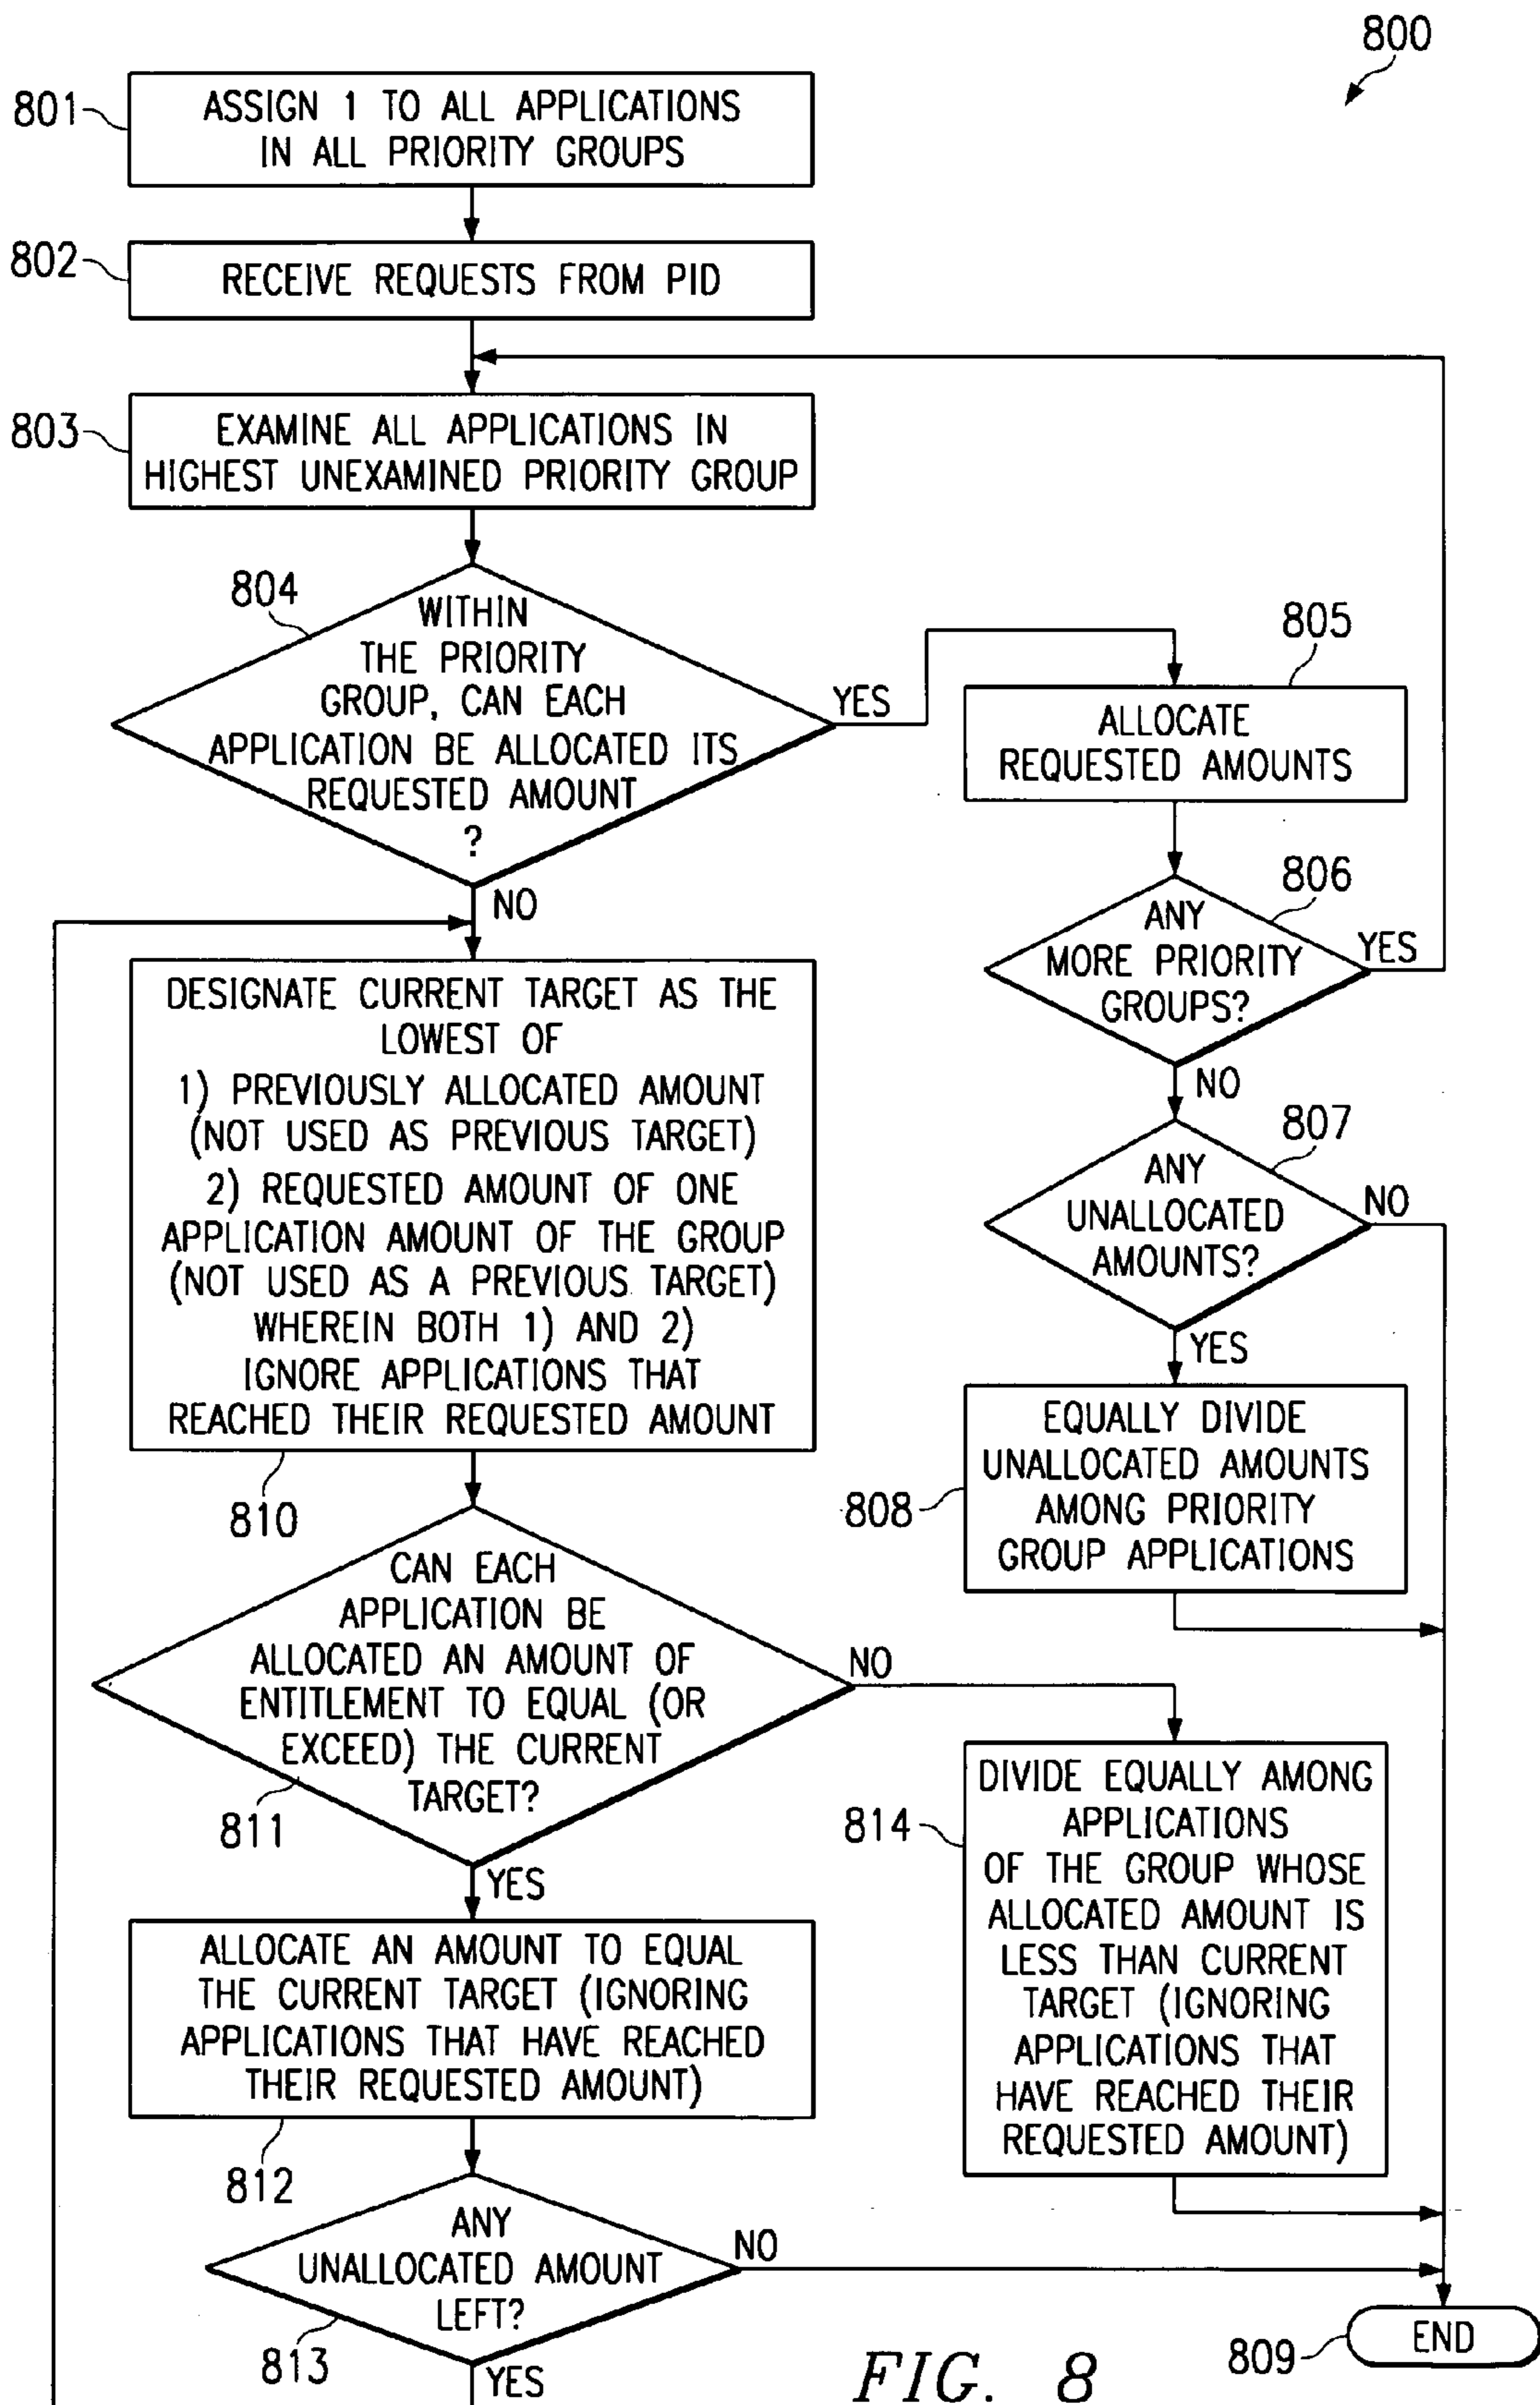 800
801
ASSIGN 1 TO ALL APPLICATIONS
IN ALL PRIORITY GROUPS
802
RECEIVE REQUESTS FROM PID
803
EXAMINE ALL APPLICATIONS IN
HIGHEST UNEXAMINED PRIORITY GROUP
804
WITHIN
THE PRIORITY
GROUP, CAN EACH
APPLICATION BE ALLOCATED ITS
REQUESTED AMOUNT
?
YES
NO
805
ALLOCATE
REQUESTED AMOUNTS
806
ANY
MORE PRIORITY
GROUPS?
YES
NO
807
ANY
UNALLOCATED
AMOUNTS?
NO
YES
808
EQUALLY DIVIDE
UNALLOCATED AMOUNTS
AMONG PRIORITY
GROUP APPLICATIONS
DESIGNATE CURRENT TARGET AS THE
LOWEST OF
1) PREVIOUSLY ALLOCATED AMOUNT
(NOT USED AS PREVIOUS TARGET)
2) REQUESTED AMOUNT OF ONE
APPLICATION AMOUNT OF THE GROUP
(NOT USED AS A PREVIOUS TARGET)
WHEREIN BOTH 1) AND 2)
IGNORE APPLICATIONS THAT
REACHED THEIR REQUESTED AMOUNT
810
CAN EACH
APPLICATION BE
ALLOCATED AN AMOUNT OF
ENTITLEMENT TO EQUAL (OR
EXCEED) THE CURRENT
TARGET?
811
NO
YES
814
DIVIDE EQUALLY AMONG
APPLICATIONS
OF THE GROUP WHOSE
ALLOCATED AMOUNT IS
LESS THAN CURRENT
TARGET (IGNORING
APPLICATIONS THAT
HAVE REACHED THEIR
REQUESTED AMOUNT)
ALLOCATE AN AMOUNT TO EQUAL
THE CURRENT TARGET (IGNORING
APPLICATIONS THAT HAVE REACHED
THEIR REQUESTED AMOUNT)
812
ANY
UNALLOCATED AMOUNT
LEFT?
813
NO
YES
809
END
FIG. 8